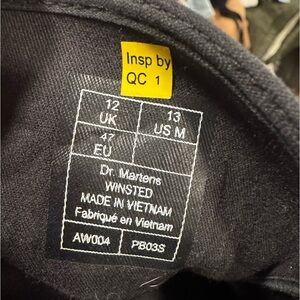 Insp by
QC 1
12 13
UK US M
47
EU
Dr. Martens
WINSTED
MADE IN VIETNAM
Fabriqué en Vietnam
AW004 PB03S